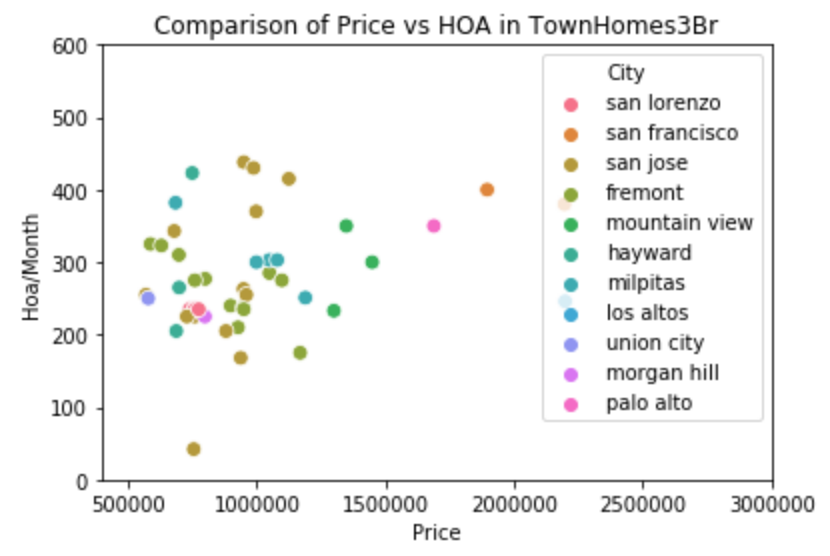 Comparison of Price vs HOA in TownHomes3Br
600
500
400
300
200
100
0
Hoa/Month
City
san lorenzo
san francisco
san jose
fremont
mountain view
hayward
milpitas
los altos
union city
morgan hill
palo alto
500000 1000000 1500000 2000000 2500000 3000000
Price